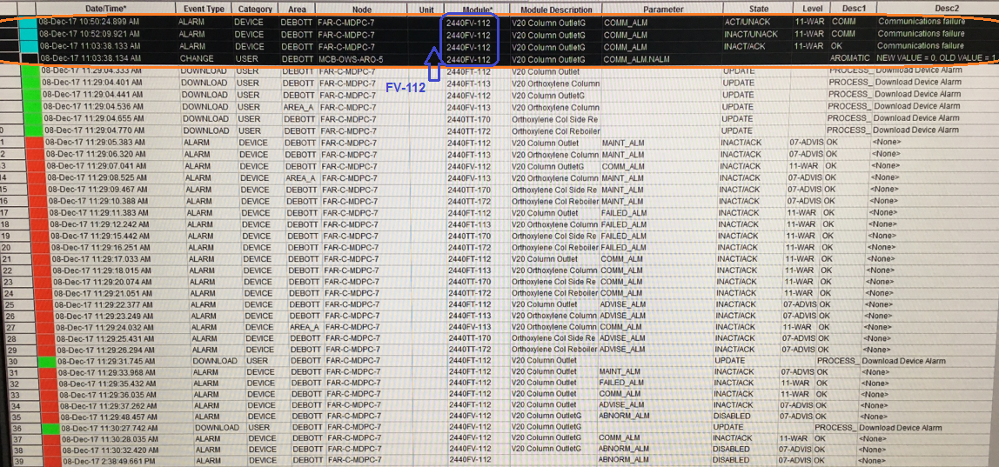 Date/Time* Event Type Category Area Node Unit Module* Module Description Parameter State Level Desc1 Desc2
08-Dec-17 10:50:24.899 AM ALARM DEVICE DEBOTT FAR-C-MDPC-7 2440FV-112 V20 Column OutletG COMM_ALM ACT/UNACK 11-WAR COMM Communications failure
08-Dec-17 10:52:09.921 AM ALARM DEVICE DEBOTT FAR-C-MDPC-7 2440FV-112 V20 Column OutletG COMM_ALM INACT/UNACK 11-WAR COMM Communications failure
08-Dec-17 11:03:38.133 AM ALARM DEVICE DEBOTT FAR-C-MDPC-7 2440FV-112 V20 Column OutletG COMM_ALM INACT/ACK 11-WAR OK Communications failure
08-Dec-17 11:03:38.134 AM CHANGE USER DEBOTT MCB-OWS-ARO-5 2440FV-112 V20 Column OutletG COMM_ALM.NALM AROMATIC NEW VALUE = 0, OLD VALUE = 1
08-Dec-17 11:29:04.333 AM DOWNLOAD USER DEBOTT FAR-C-MDPC-7 2440FT-112 V20 Column Outlet UPDATE PROCESS_ Download Device Alarm
FV-112
08-Dec-17 11:29:04.401 AM DOWNLOAD USER DEBOTT FAR-C-MDPC-7 2440FT-113 V20 Orthoxylene Column UPDATE PROCESS_ Download Device Alarm
08-Dec-17 11:29:04.441 AM DOWNLOAD USER DEBOTT FAR-C-MDPC-7 2440FV-112 V20 Column OutletG UPDATE PROCESS_ Download Device Alarm
08-Dec-17 11:29:04.536 AM DOWNLOAD USER AREA_A FAR-C-MDPC-7 2440FV-113 V20 Orthoxylene Column UPDATE PROCESS_ Download Device Alarm
08-Dec-17 11:29:04.655 AM DOWNLOAD USER DEBOTT FAR-C-MDPC-7 2440TT-170 Orthoxylene Col Side Re UPDATE PROCESS_ Download Device Alarm
0 08-Dec-17 11:29:04.770 AM DOWNLOAD USER DEBOTT FAR-C-MDPC-7 2440TT-172 Orthoxylene Col Reboiler UPDATE PROCESS_ Download Device Alarm
1 08-Dec-17 11:29:05.383 AM ALARM DEVICE DEBOTT FAR-C-MDPC-7 2440FT-112 V20 Column Outlet MAINT_ALM INACT/ACK 07-ADVIS OK <None>
2 08-Dec-17 11:29:06.320 AM ALARM DEVICE DEBOTT FAR-C-MDPC-7 2440FT-113 V20 Orthoxylene Column MAINT_ALM INACT/ACK 07-ADVIS OK <None>
3 08-Dec-17 11:29:07.041 AM ALARM DEVICE DEBOTT FAR-C-MDPC-7 2440FV-112 V20 Column OutletG COMM_ALM INACT/ACK 11-WAR OK <None>
14 08-Dec-17 11:29:08.525 AM ALARM DEVICE AREA_A FAR-C-MDPC-7 2440FV-113 V20 Orthoxylene Column MAINT_ALM INACT/ACK 07-ADVIS OK <None>
15 08-Dec-17 11:29:09.467 AM ALARM DEVICE DEBOTT FAR-C-MDPC-7 2440TT-170 Orthoxylene Col Side Re MAINT_ALM INACT/ACK 07-ADVIS OK <None>
16 08-Dec-17 11:29:10.388 AM ALARM DEVICE DEBOTT FAR-C-MDPC-7 2440TT-172 Orthoxylene Col Reboiler MAINT_ALM INACT/ACK 07-ADVIS OK <None>
17 08-Dec-17 11:29:11.383 AM ALARM DEVICE DEBOTT FAR-C-MDPC-7 2440FT-112 V20 Column Outlet FAILED_ALM INACT/ACK 11-WAR OK <None>
18 08-Dec-17 11:29:12.242 AM ALARM DEVICE DEBOTT FAR-C-MDPC-7 2440FT-113 V20 Orthoxylene Column FAILED_ALM INACT/ACK 11-WAR OK <None>
19 08-Dec-17 11:29:15.442 AM ALARM DEVICE DEBOTT FAR-C-MDPC-7 2440TT-170 Orthoxylene Col Side Re FAILED_ALM INACT/ACK 11-WAR OK <None>
20 08-Dec-17 11:29:16.251 AM ALARM DEVICE DEBOTT FAR-C-MDPC-7 2440TT-172 Orthoxylene Col Reboiler FAILED_ALM INACT/ACK 11-WAR OK <None>
21 08-Dec-17 11:29:17.033 AM ALARM DEVICE DEBOTT FAR-C-MDPC-7 2440FT-112 V20 Column Outlet COMM_ALM INACT/ACK 11-WAR OK <None>
22 08-Dec-17 11:29:18.015 AM ALARM DEVICE DEBOTT FAR-C-MDPC-7 2440FT-113 V20 Orthoxylene Column COMM_ALM INACT/ACK 11-WAR OK <None>
23 08-Dec-17 11:29:20.074 AM ALARM DEVICE DEBOTT FAR-C-MDPC-7 2440TT-170 Orthoxylene Col Side Re COMM_ALM INACT/ACK 11-WAR OK <None>
24 08-Dec-17 11:29:21.051 AM ALARM DEVICE DEBOTT FAR-C-MDPC-7 2440TT-172 Orthoxylene Col Reboiler COMM_ALM INACT/ACK 11-WAR OK <None>
25 08-Dec-17 11:29:22.377 AM ALARM DEVICE DEBOTT FAR-C-MDPC-7 2440FT-112 V20 Column Outlet ADVISE_ALM INACT/ACK 07-ADVIS OK <None>
26 08-Dec-17 11:29:23.249 AM ALARM DEVICE DEBOTT FAR-C-MDPC-7 2440FT-113 V20 Orthoxylene Column ADVISE_ALM INACT/ACK 07-ADVIS OK <None>
27 08-Dec-17 11:29:24.032 AM ALARM DEVICE AREA_A FAR-C-MDPC-7 2440FV-113 V20 Orthoxylene Column COMM_ALM INACT/ACK 11-WAR OK <None>
28 08-Dec-17 11:29:25.431 AM ALARM DEVICE DEBOTT FAR-C-MDPC-7 2440TT-170 Orthoxylene Col Side Re ADVISE_ALM INACT/ACK 07-ADVIS OK <None>
29 08-Dec-17 11:29:26.294 AM ALARM DEVICE DEBOTT FAR-C-MDPC-7 2440TT-172 Orthoxylene Col Reboiler ADVISE_ALM INACT/ACK 07-ADVIS OK <None>
30 08-Dec-17 11:29:31.745 AM DOWNLOAD USER DEBOTT FAR-C-MDPC-7 2440FT-112 V20 Column Outlet UPDATE PROCESS_ Download Device Alarm
31 08-Dec-17 11:29:33.968 AM ALARM DEVICE DEBOTT FAR-C-MDPC-7 2440FT-112 V20 Column Outlet MAINT_ALM INACT/ACK 07-ADVIS OK <None>
32 08-Dec-17 11:29:35.432 AM ALARM DEVICE DEBOTT FAR-C-MDPC-7 2440FT-112 V20 Column Outlet FAILED_ALM INACT/ACK 11-WAR OK <None>
33 08-Dec-17 11:29:36.035 AM ALARM DEVICE DEBOTT FAR-C-MDPC-7 2440FT-112 V20 Column Outlet COMM_ALM INACT/ACK 11-WAR OK <None>
34 08-Dec-17 11:29:37.262 AM ALARM DEVICE DEBOTT FAR-C-MDPC-7 2440FT-112 V20 Column Outlet ADVISE_ALM INACT/ACK 07-ADVIS OK <None>
35 08-Dec-17 11:29:48.457 AM ALARM DEVICE DEBOTT FAR-C-MDPC-7 2440FV-112 V20 Column OutletG ABNORM_ALM DISABLED 07-ADVIS OK <None>
36 08-Dec-17 11:30:27.742 AM DOWNLOAD USER DEBOTT FAR-C-MDPC-7 2440FV-112 V20 Column OutletG UPDATE PROCESS_ Download Device Alarm
37 08-Dec-17 11:30:28.035 AM ALARM DEVICE DEBOTT FAR-C-MDPC-7 2440FV-112 V20 Column OutletG COMM_ALM INACT/ACK 11-WAR OK <None>
38 08-Dec-17 11:30:32.420 AM ALARM DEVICE DEBOTT FAR-C-MDPC-7 2440FV-112 V20 Column OutletG ABNORM_ALM DISABLED 07-ADVIS OK <None>
39 08-Dec-17 2:38:49.661 PM ALARM DEVICE DEBOTT FAR-C-MDPC-7 2440FV-112 ABNORM_ALM DISABLED 07-ADVIS OK <None>